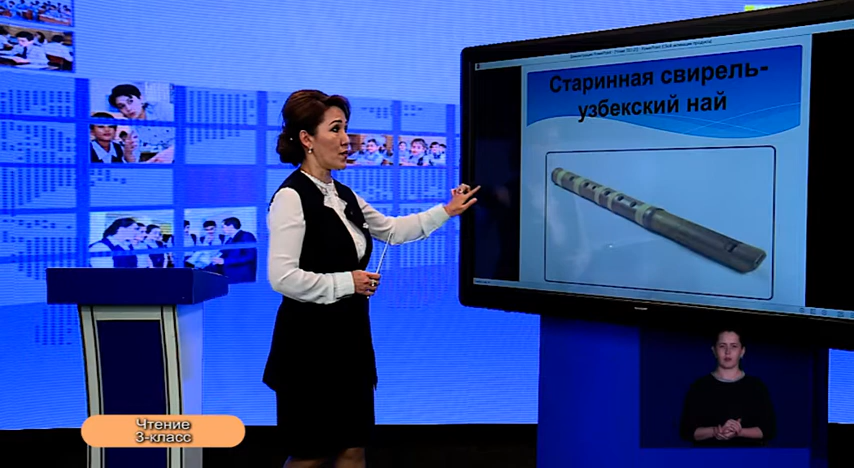 Старинная свирель-
узбекский най
Чтение
3-класс